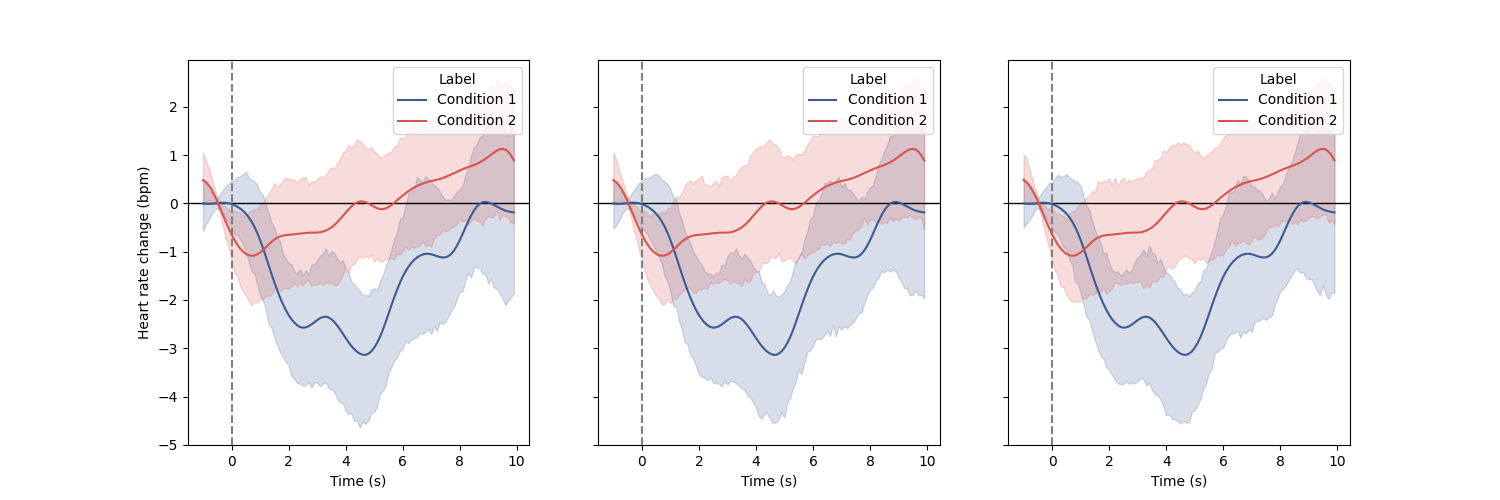 Label
Condition 1
Condition 2
Label
Condition 1
Condition 2
Label
Condition 1
Condition 2
Heart rate change (bpm)
2
1
0
−1
−2
−3
−4
−5
0 2 4 6 8 10
0 2 4 6 8 10
0 2 4 6 8 10
Time (s)
Time (s)
Time (s)